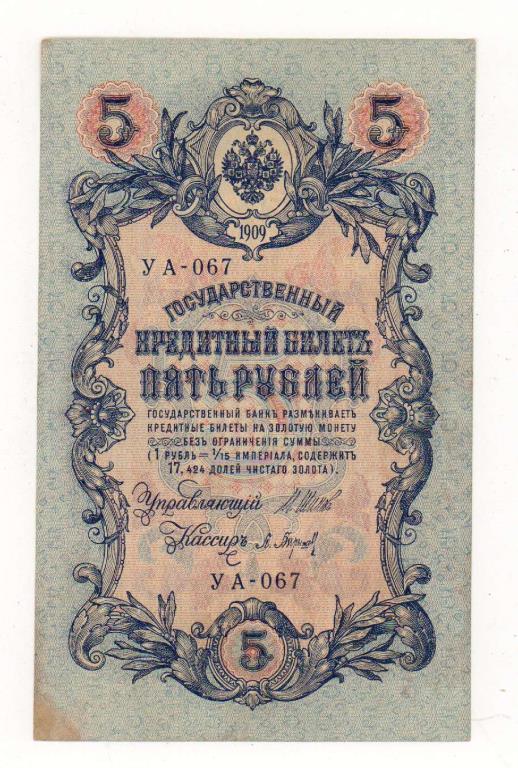 5 5
1909
УА-067
ГОСУДАРСТВЕННЫЙ
КРЕДИТНЫЙ БИЛЕТЪ
ПЯТЬ РУБЛЕЙ
ГОСУДАРСТВЕННЫЙ БАНКЪ РАЗМѢНИВАЕТЪ
КРЕДИТНЫЕ БИЛЕТЫ НА ЗОЛОТУЮ МОНЕТУ
БЕЗЪ ОГРАНИЧЕНІЯ СУММЫ
(1 РУБЛЬ = 1/15 ИМПЕРІАЛА, СОДЕРЖИТЪ
17,424 ДОЛЕЙ ЧИСТАГО ЗОЛОТА).
Управляющій
Кассиръ
УА-067
5